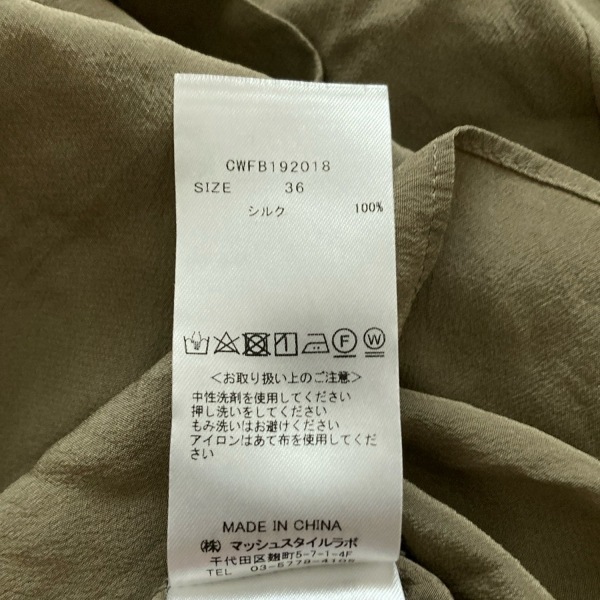 CWFB192018
SIZE 36
シルク 100%
F W
<お取り扱い上のご注意>
中性洗剤を使用してください
押し洗いをしてください
もみ洗いはお避けください
アイロンはあて布を使用してくだ
さい
MADE IN CHINA
(株) マッシュスタイルラボ
千代田区麹町5-7-1-4F
TEL